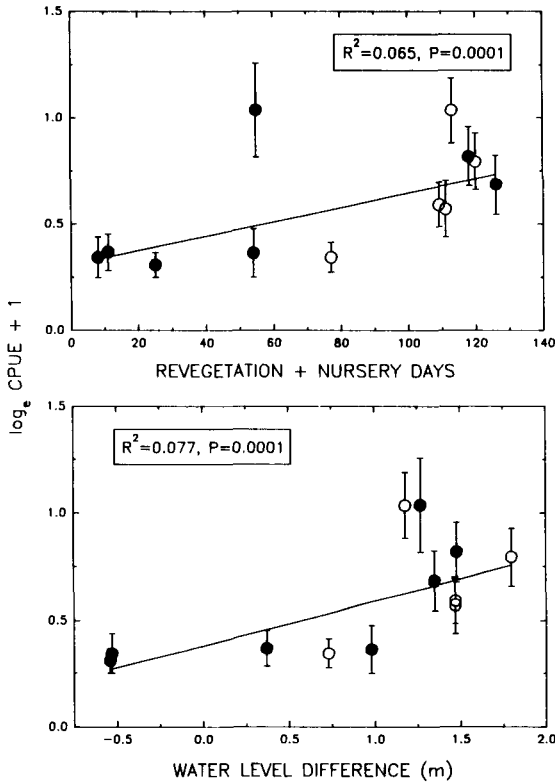 1.5
1.0
0.5
0.0
R²=0.065, P=0.0001
0 20 40 60 80 100 120 140
REVEGETATION + NURSERY DAYS
logₑ CPUE + 1
1.5
1.0
0.5
0.0
R²=0.077, P=0.0001
−0.5 0.0 0.5 1.0 1.5 2.0
WATER LEVEL DIFFERENCE (m)